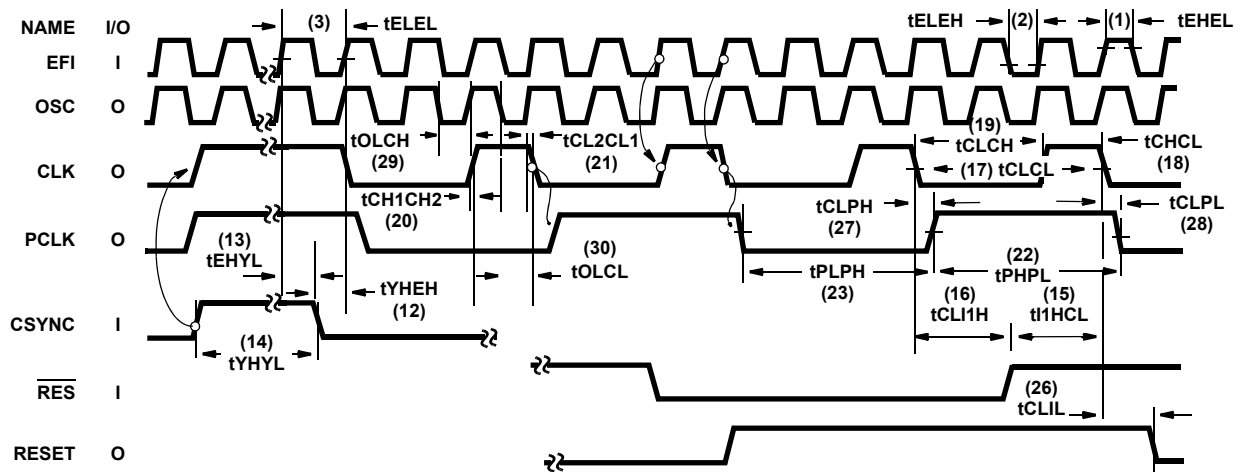 NAME I/O (3) tELEL tELEH (2) (1) tEHEL
EFI I
OSC O
tOLCH (29) tCL2CL1 (21) (19) tCLCH tCHCL (18)
CLK O (17) tCLCL
tCH1CH2 (20) tCLPH (27) tCLPL (28)
PCLK O
(13) tEHYL (30) tOLCL tPLPH (23) (22) tPHPL
tYHEH (12) (16) tCLI1H (15) tI1HCL
CSYNC I
(14) tYHYL
RES I (26) tCLIL
RESET O